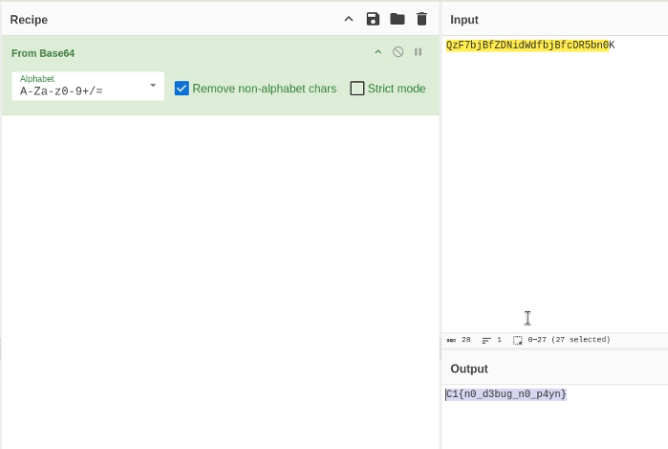 Recipe
From Base64
Alphabet
A-Za-z0-9+/=
Remove non-alphabet chars
Strict mode
Input
QzF7bjBfZDNidWdfbjBfcDR5bn0K
28 1 0→27 (27 selected)
Output
C1{n0_d3bug_n0_p4yn}